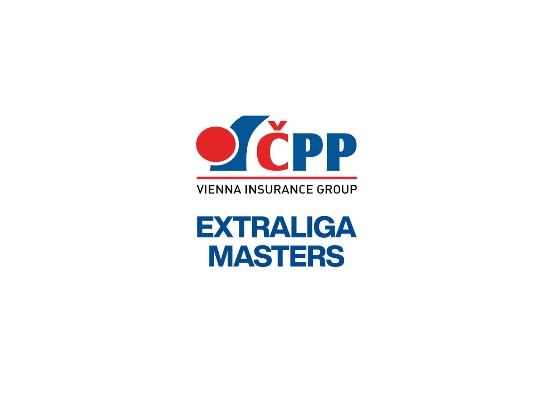 ČPP
VIENNA INSURANCE GROUP
EXTRALIGA
MASTERS